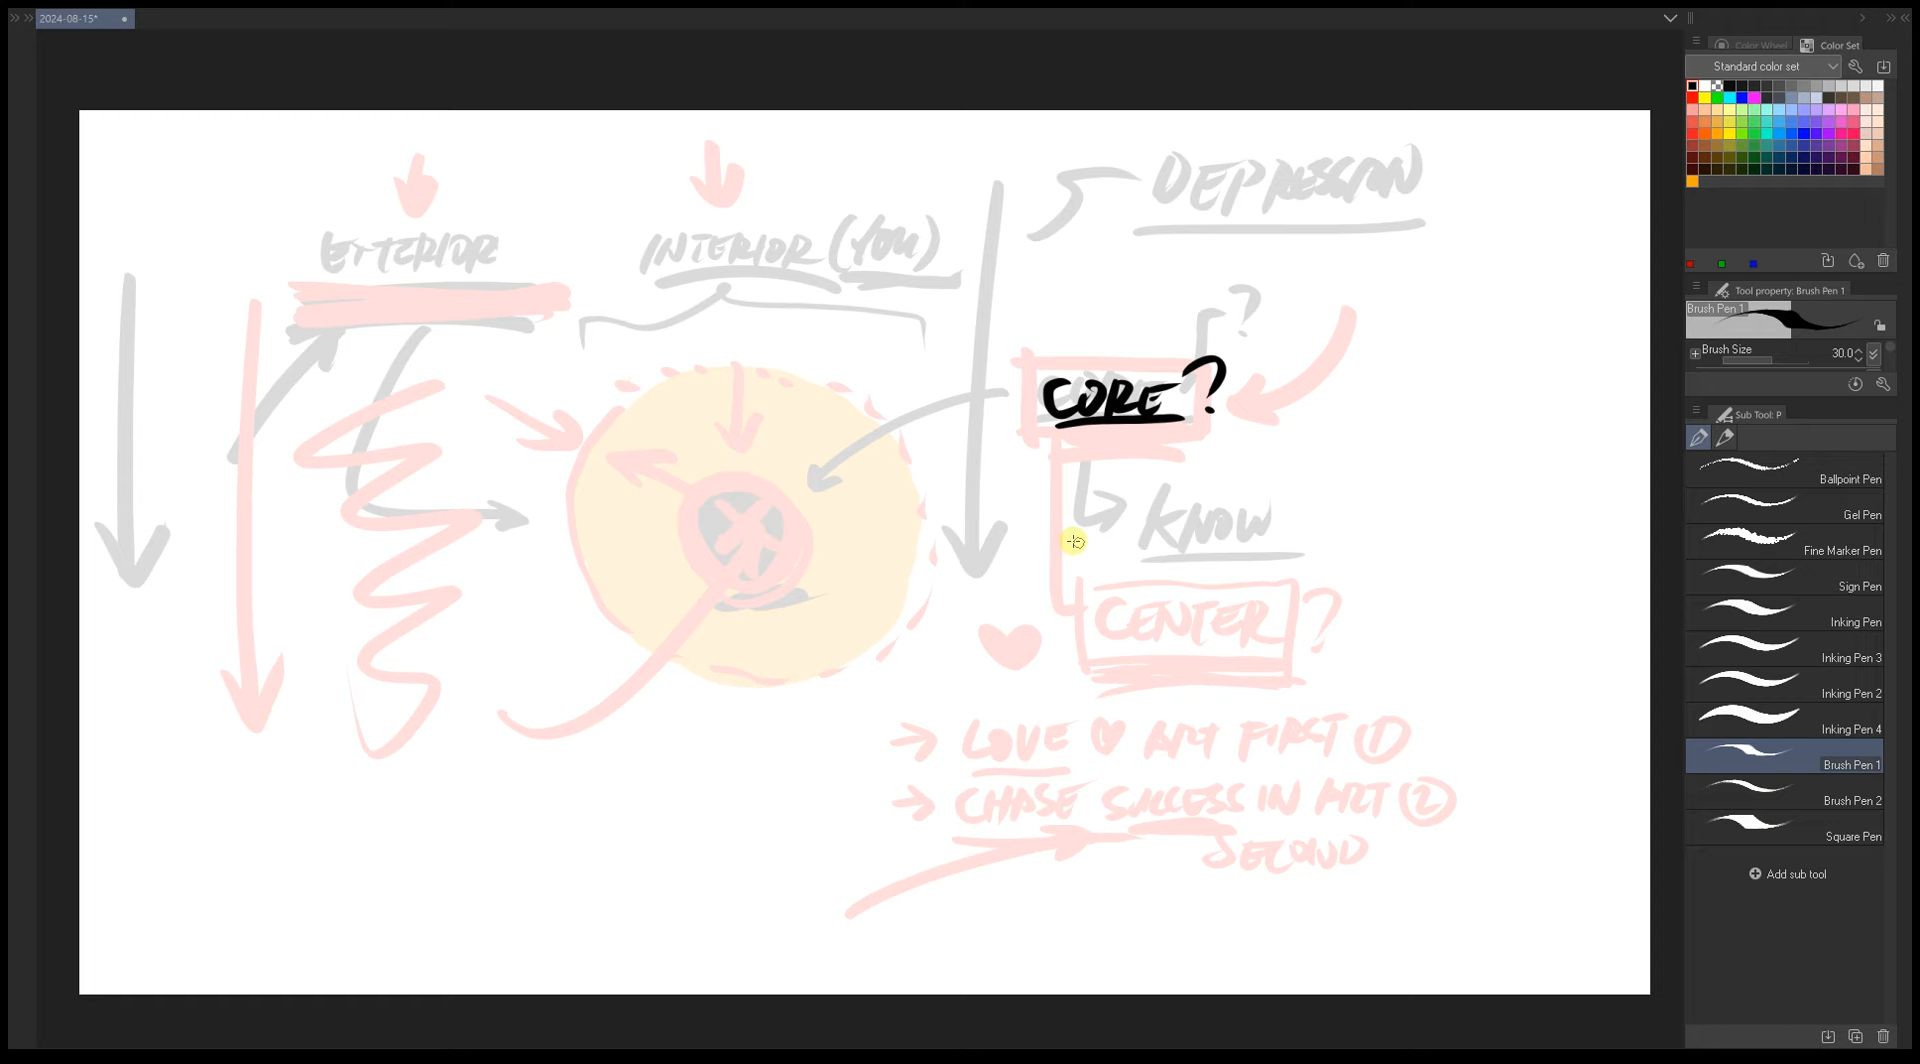 2024-08-15*
Color Wheel
Color Set
Standard color set
EXTERIOR
INTERIOR (YOU)
DEPRESSION
?
CORE?
KNOW
CENTER?
→ LOVE ♡ ART FIRST ①
→ CHASE SUCCESS IN ART ②
SECOND
Tool property: Brush Pen 1
Brush Pen 1
Brush Size
30.0
Sub Tool: P
Ballpoint Pen
Gel Pen
Fine Marker Pen
Sign Pen
Inking Pen
Inking Pen 3
Inking Pen 2
Inking Pen 4
Brush Pen 1
Brush Pen 2
Square Pen
Add sub tool